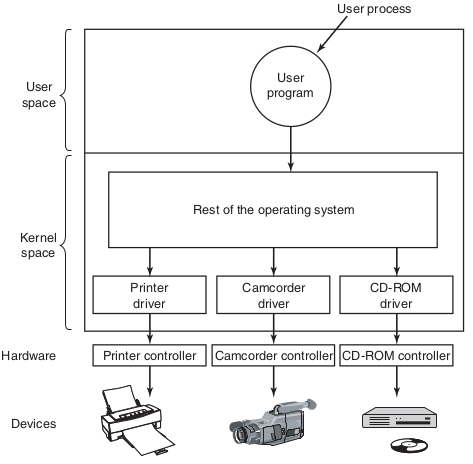 User process
User
space
User
program
Kernel
space
Rest of the operating system
Printer
driver
Camcorder
driver
CD-ROM
driver
Hardware
Printer controller
Camcorder controller
CD-ROM controller
Devices